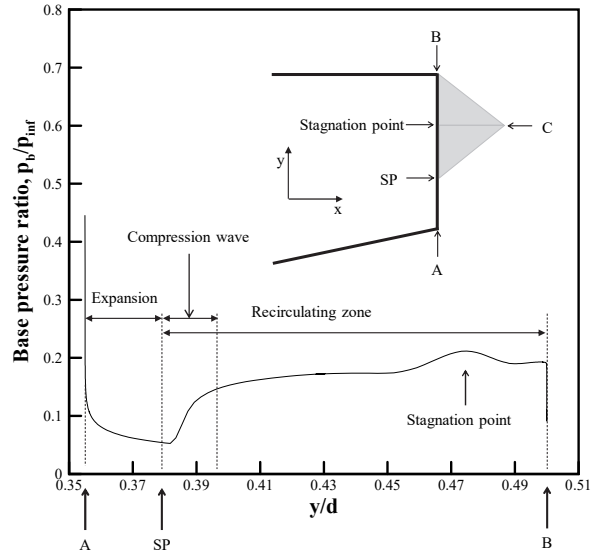 0.8
0.7
0.6
0.5
0.4
0.3
0.2
0.1
0
Base pressure ratio, p_b/p_inf
B
Stagnation point
C
SP
y
x
A
Compression wave
Expansion
Recirculating zone
Stagnation point
0.35 0.37 0.39 0.41 0.43 0.45 0.47 0.49 0.51
y/d
A SP B